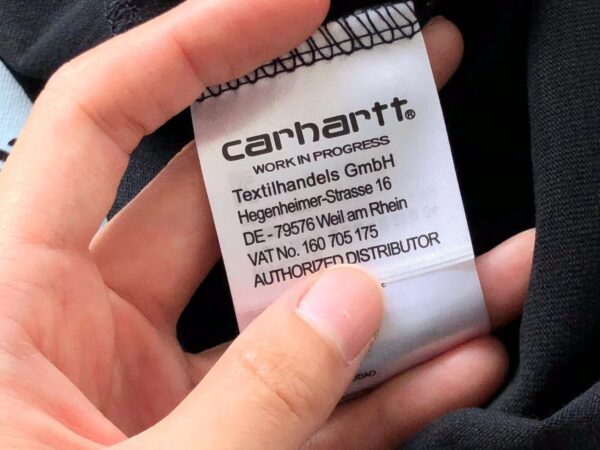 carhartt®
WORK IN PROGRESS
Textilhandels GmbH
Hegenheimer-Strasse 16
DE - 79576 Weil am Rhein
VAT No. 160 705 175
AUTHORIZED DISTRIBUTOR